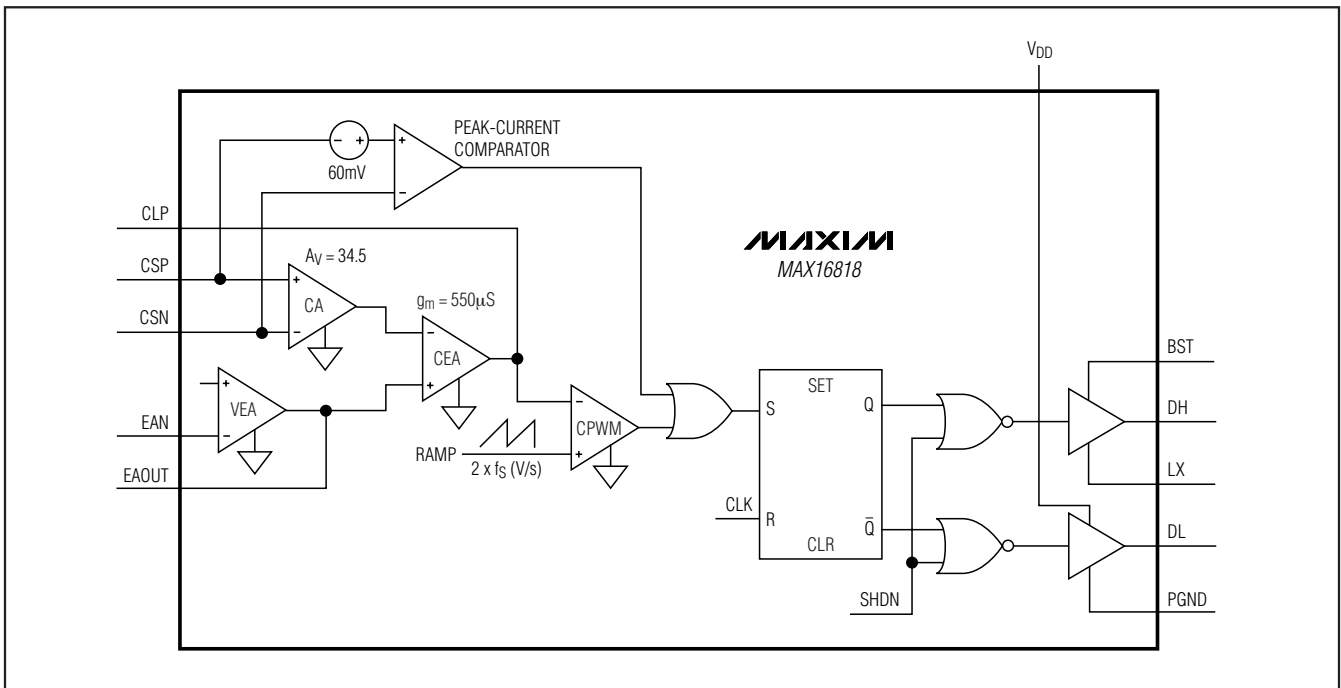 VDD
PEAK-CURRENT
COMPARATOR
- +
+
60mV
-
CLP
MAXIM
MAX16818
AV = 34.5
CSP
+
CA
gm = 550μS
CSN
-
-
CEA
+
BST
SET
+
VEA
S
Q
DH
EAN
-
-
CPWM
RAMP
+
2 x fS (V/s)
LX
EAOUT
CLK
R
Q̅
DL
CLR
SHDN
PGND